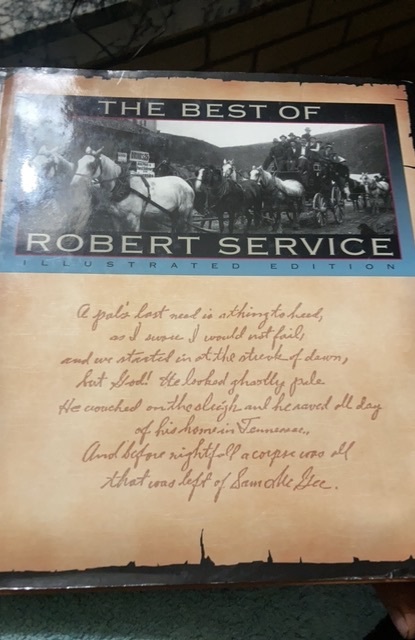 THE BEST OF
ROBERT SERVICE
ILLUSTRATED EDITION
A pal's last need is a thing to heed,
so I swore I would not fail;
and we started on at the streak of dawn,
but God! He looked ghastly pale.
He crouched on the sleigh and he raved all day
of his home in Tennessee,
And before nightfall a corpse was all
that was left of Sam Mc Gee.